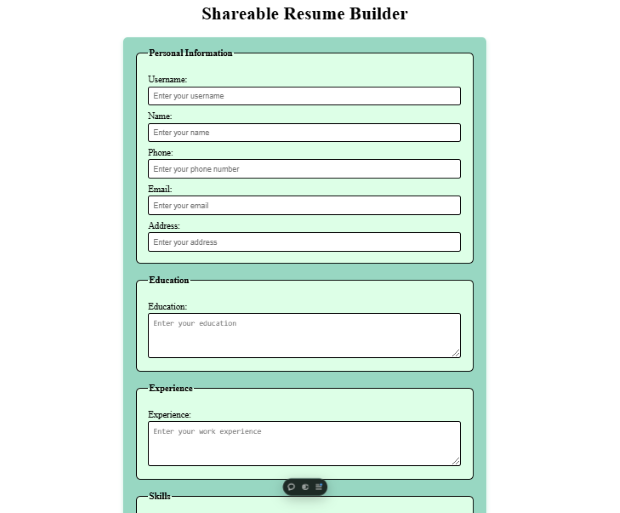 Shareable Resume Builder
Personal Information
Username:
Enter your username
Name:
Enter your name
Phone:
Enter your phone number
Email:
Enter your email
Address:
Enter your address
Education
Education:
Enter your education
Experience
Experience:
Enter your work experience
Skills